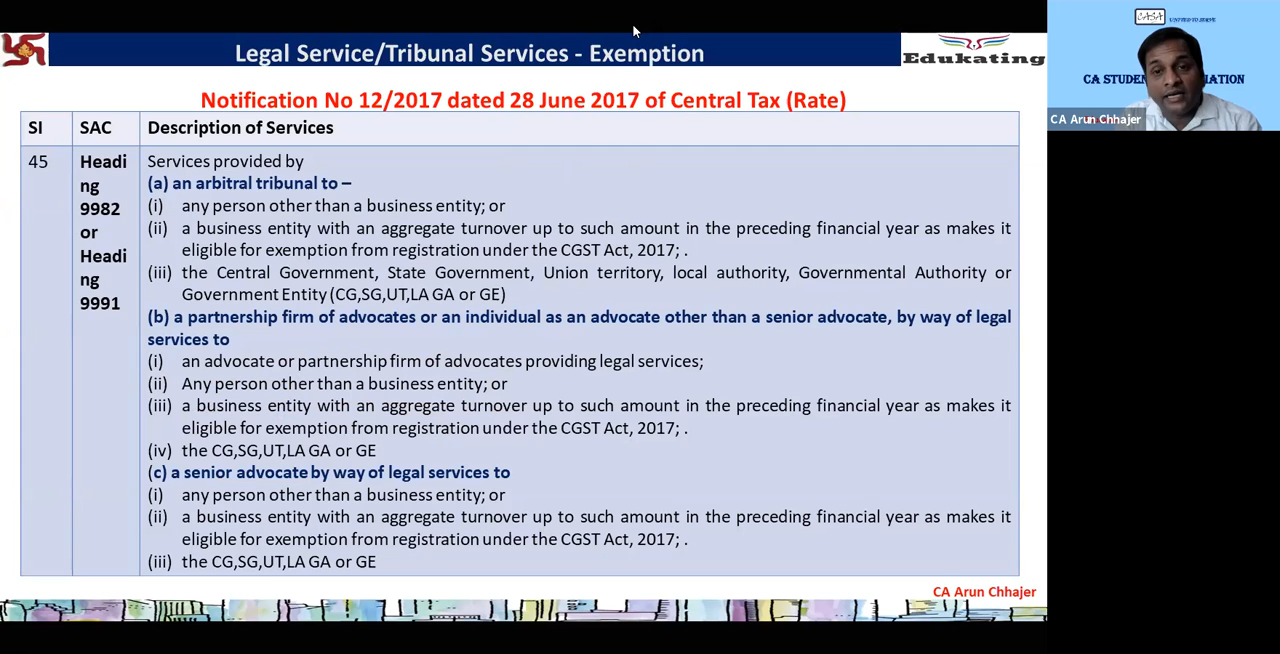 Legal Service/Tribunal Services - Exemption
Edukating
Notification No 12/2017 dated 28 June 2017 of Central Tax (Rate)
SI SAC Description of Services
45 Headi
ng
9982
or
Headi
ng
9991
Services provided by
(a) an arbitral tribunal to –
(i) any person other than a business entity; or
(ii) a business entity with an aggregate turnover up to such amount in the preceding financial year as makes it
eligible for exemption from registration under the CGST Act, 2017; .
(iii) the Central Government, State Government, Union territory, local authority, Governmental Authority or
Government Entity (CG,SG,UT,LA GA or GE)
(b) a partnership firm of advocates or an individual as an advocate other than a senior advocate, by way of legal
services to
(i) an advocate or partnership firm of advocates providing legal services;
(ii) Any person other than a business entity; or
(iii) a business entity with an aggregate turnover up to such amount in the preceding financial year as makes it
eligible for exemption from registration under the CGST Act, 2017; .
(iv) the CG,SG,UT,LA GA or GE
(c) a senior advocate by way of legal services to
(i) any person other than a business entity; or
(ii) a business entity with an aggregate turnover up to such amount in the preceding financial year as makes it
eligible for exemption from registration under the CGST Act, 2017; .
(iii) the CG,SG,UT,LA GA or GE
CA Arun Chhajer
CASA
CA STUDEN IATION
CA Arun Chhajer